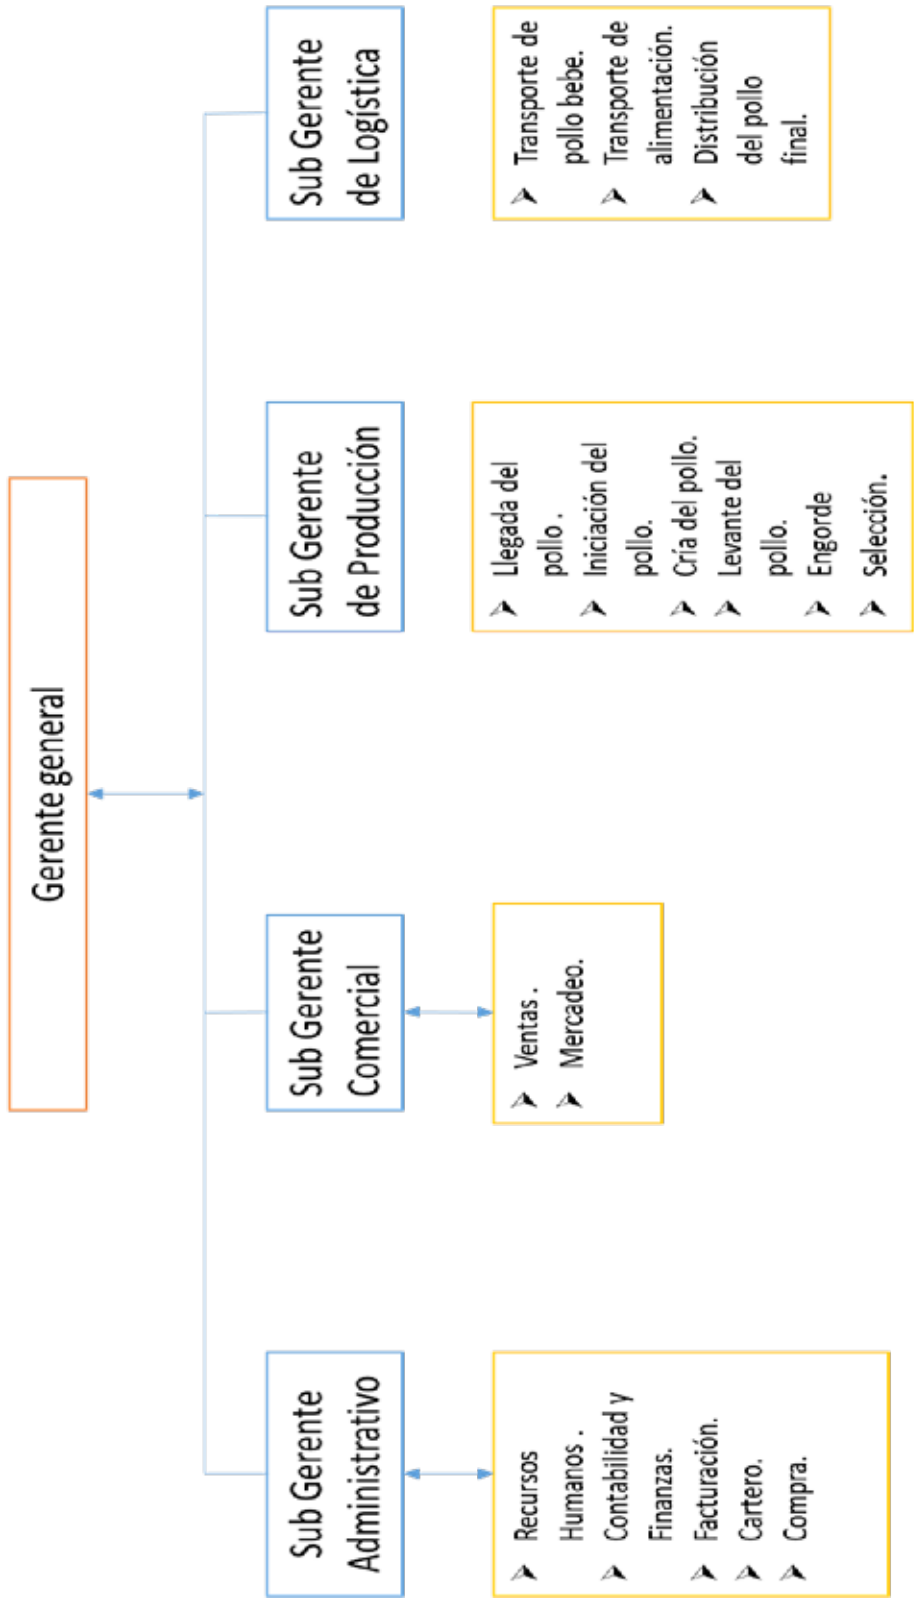 Gerente general
Sub Gerente
Administrativo
Sub Gerente
Comercial
Sub Gerente
de Producción
Sub Gerente
de Logística
Recursos
Humanos .
Contabilidad y
Finanzas.
Facturación.
Cartero.
Compra.
Ventas .
Mercadeo.
Llegada del
pollo .
Iniciación del
pollo.
Cría del pollo.
Levante del
pollo.
Engorde
Selección.
Transporte de
pollo bebe.
Transporte de
alimentación.
Distribución
del pollo
final.